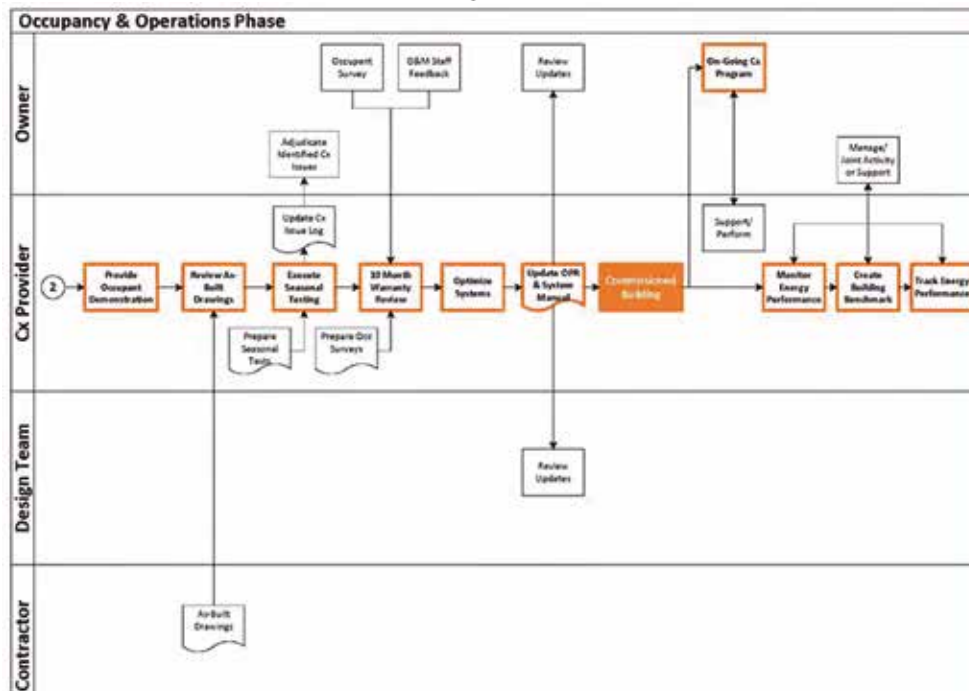 Occupancy & Operations Phase
Owner
Occupant
Survey
O&M Staff
Feedback
Review
Updates
On-Going Cx
Program
Adjudicate
Identified Cx
Issues
Manage/
Joint Activity
or Support
Cx Provider
Update Cx
Issue Log
Support/
Perform
2
Provide
Occupant
Demonstration
Review As-
Built
Drawings
Execute
Seasonal
Testing
10 Month
Warranty
Review
Optimize
Systems
Update OPR
& System
Manual
Commissioned
Building
Monitor
Energy
Performance
Create
Building
Benchmark
Track Energy
Performance
Prepare
Seasonal
Tests
Prepare Occ
Surveys
Design Team
Review
Updates
Contractor
As-Built
Drawings